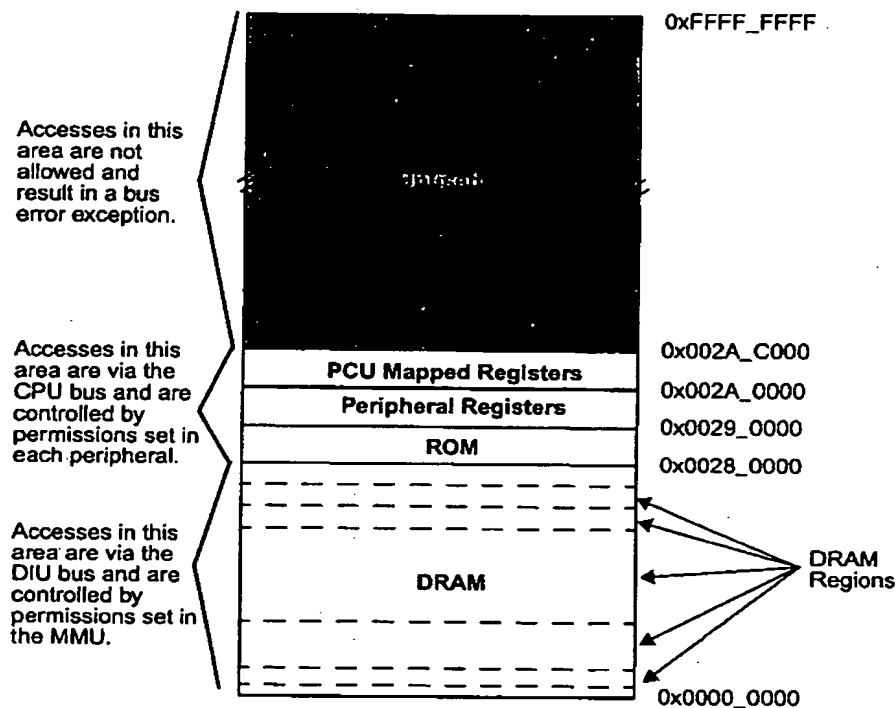 0xFFFF_FFFF
Accesses in this
area are not
allowed and
result in a bus
error exception.
Accesses in this
area are via the
CPU bus and are
controlled by
permissions set in
each peripheral.
Accesses in this
area are via the
DIU bus and are
controlled by
permissions set in
the MMU.
PCU Mapped Registers
Peripheral Registers
ROM
DRAM
0x002A_C000
0x002A_0000
0x0029_0000
0x0028_0000
DRAM
Regions
0x0000_0000